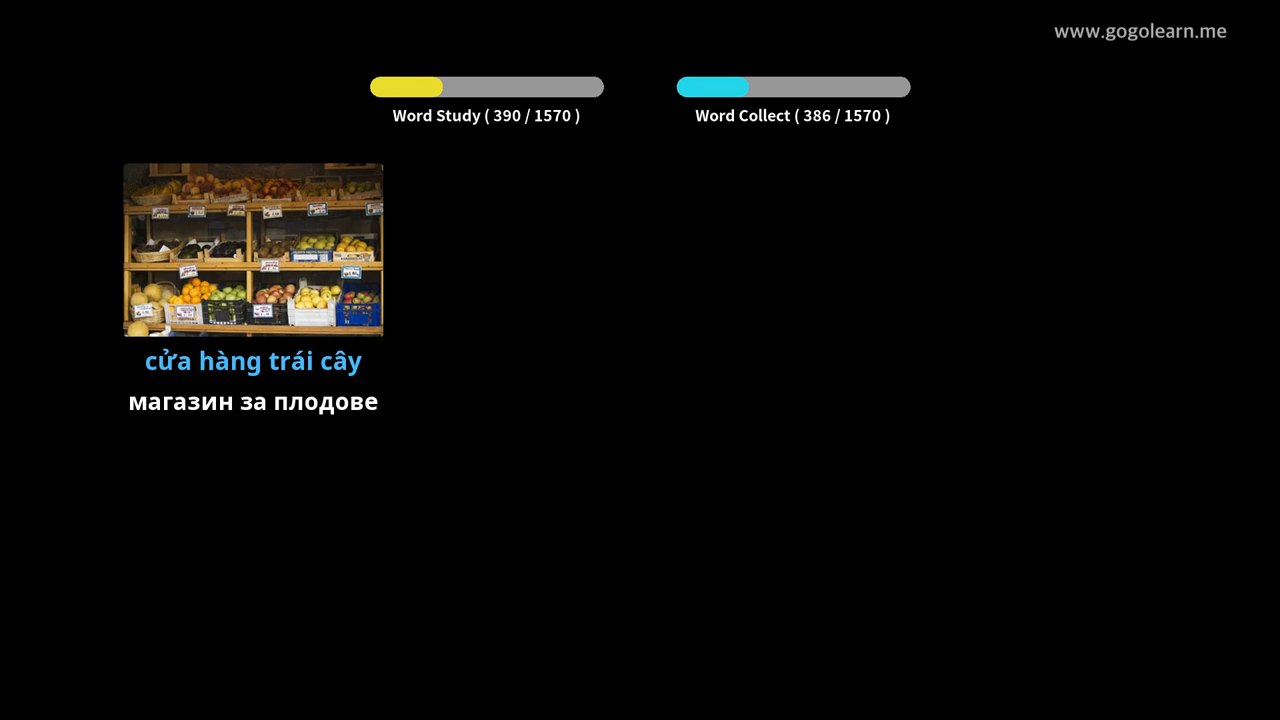 www.gogolearn.me
Word Study ( 390 / 1570 )
Word Collect ( 386 / 1570 )
cửa hàng trái cây
магазин за плодове